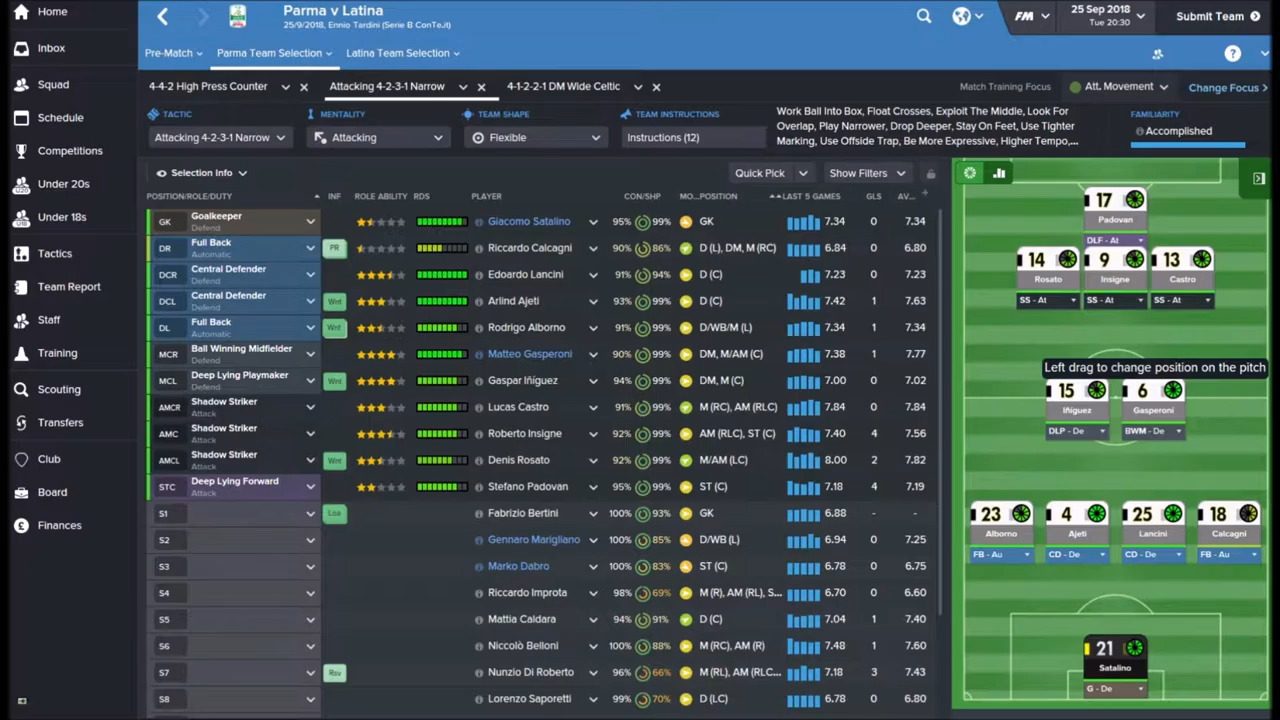 Home
Inbox
Squad
Schedule
Competitions
Under 20s
Under 18s
Tactics
Team Report
Staff
Training
Scouting
Transfers
Club
Board
Finances
Parma v Latina
25/9/2018, Ennio Tardini (Serie B ConTe.it)
FM
25 Sep 2018
Tue 20:30
Submit Team
Pre-Match
Parma Team Selection
Latina Team Selection
?
4-4-2 High Press Counter
Attacking 4-2-3-1 Narrow
4-1-2-2-1 DM Wide Celtic
Match Training Focus
Att. Movement
Change Focus >
TACTIC
Attacking 4-2-3-1 Narrow
MENTALITY
Attacking
TEAM SHAPE
Flexible
TEAM INSTRUCTIONS
Instructions (12)
Work Ball Into Box, Float Crosses, Exploit The Middle, Look For
Overlap, Play Narrower, Drop Deeper, Stay On Feet, Use Tighter
Marking, Use Offside Trap, Be More Expressive, Higher Tempo,...
FAMILIARITY
Accomplished
Selection Info
Quick Pick
Show Filters
POSITION/ROLE/DUTY INF ROLE ABILITY RDS PLAYER CON/SHP MO... POSITION LAST 5 GAMES GLS AV...
GK Goalkeeper Defend Giacomo Satalino 95% 99% GK 7.34 0 7.34
DR Full Back Automatic PR Riccardo Calcagni 90% 86% D (L), DM, M (RC) 6.84 0 6.80
DCR Central Defender Defend Edoardo Lancini 91% 94% D (C) 7.23 0 7.23
DCL Central Defender Defend Wnt Arlind Ajeti 93% 99% D (C) 7.42 1 7.63
DL Full Back Automatic Wnt Rodrigo Alborno 91% 99% D/WB/M (L) 7.34 1 7.34
MCR Ball Winning Midfielder Defend Matteo Gasperoni 90% 99% DM, M/AM (C) 7.38 1 7.77
MCL Deep Lying Playmaker Defend Wnt Gaspar Iñíguez 94% 99% DM, M (C) 7.00 0 7.02
AMCR Shadow Striker Attack Lucas Castro 91% 99% M (RC), AM (RLC) 7.84 0 7.84
AMC Shadow Striker Attack Roberto Insigne 92% 99% AM (RLC), ST (C) 7.40 4 7.56
AMCL Shadow Striker Attack Wnt Denis Rosato 92% 99% M/AM (LC) 8.00 2 7.82
STC Deep Lying Forward Attack Stefano Padovan 95% 99% ST (C) 7.18 4 7.19
S1 Loa Fabrizio Bertini 100% 93% GK 6.88 - -
S2 Gennaro Marigliano 100% 85% D/WB (L) 6.94 0 7.25
S3 Marko Dabro 100% 83% ST (C) 6.78 0 6.75
S4 Riccardo Improta 98% 69% M (R), AM (RL), S... 6.70 0 6.60
S5 Mattia Caldara 94% 91% D (C) 7.04 1 7.40
S6 Niccolò Belloni 100% 88% M (RC), AM (R) 7.48 1 7.60
S7 Rsv Nunzio Di Roberto 96% 66% M (RL), AM (RLC... 7.18 3 7.43
S8 Lorenzo Saporetti 99% 70% D (LC) 6.78 0 6.80
17
Padovan
DLF - At
14 9 13
Rosato Insigne Castro
SS - At SS - At SS - At
Left drag to change position on the pitch
15 6
Iñíguez Gasperoni
DLP - De BWM - De
23 4 25 18
Alborno Ajeti Lancini Calcagni
FB - Au CD - De CD - De FB - Au
21
Satalino
G - De